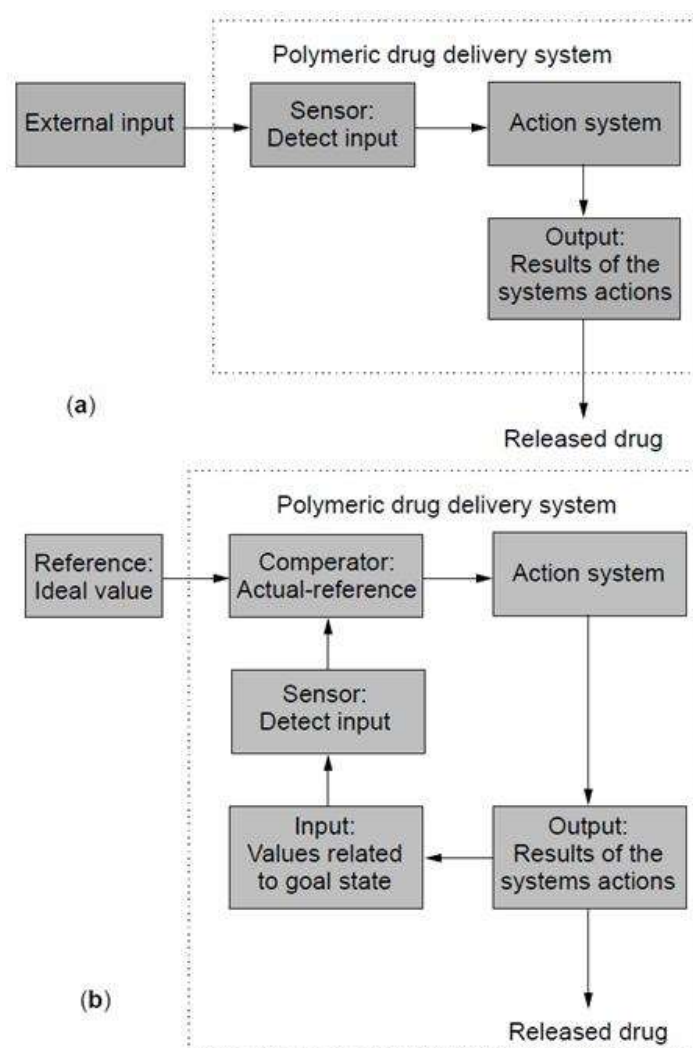 Polymeric drug delivery system
External input
Sensor:
Detect input
Action system
Output:
Results of the
systems actions
(a)
Released drug
Polymeric drug delivery system
Reference:
Ideal value
Comperator:
Actual-reference
Action system
Sensor:
Detect input
Input:
Values related
to goal state
Output:
Results of the
systems actions
(b)
Released drug